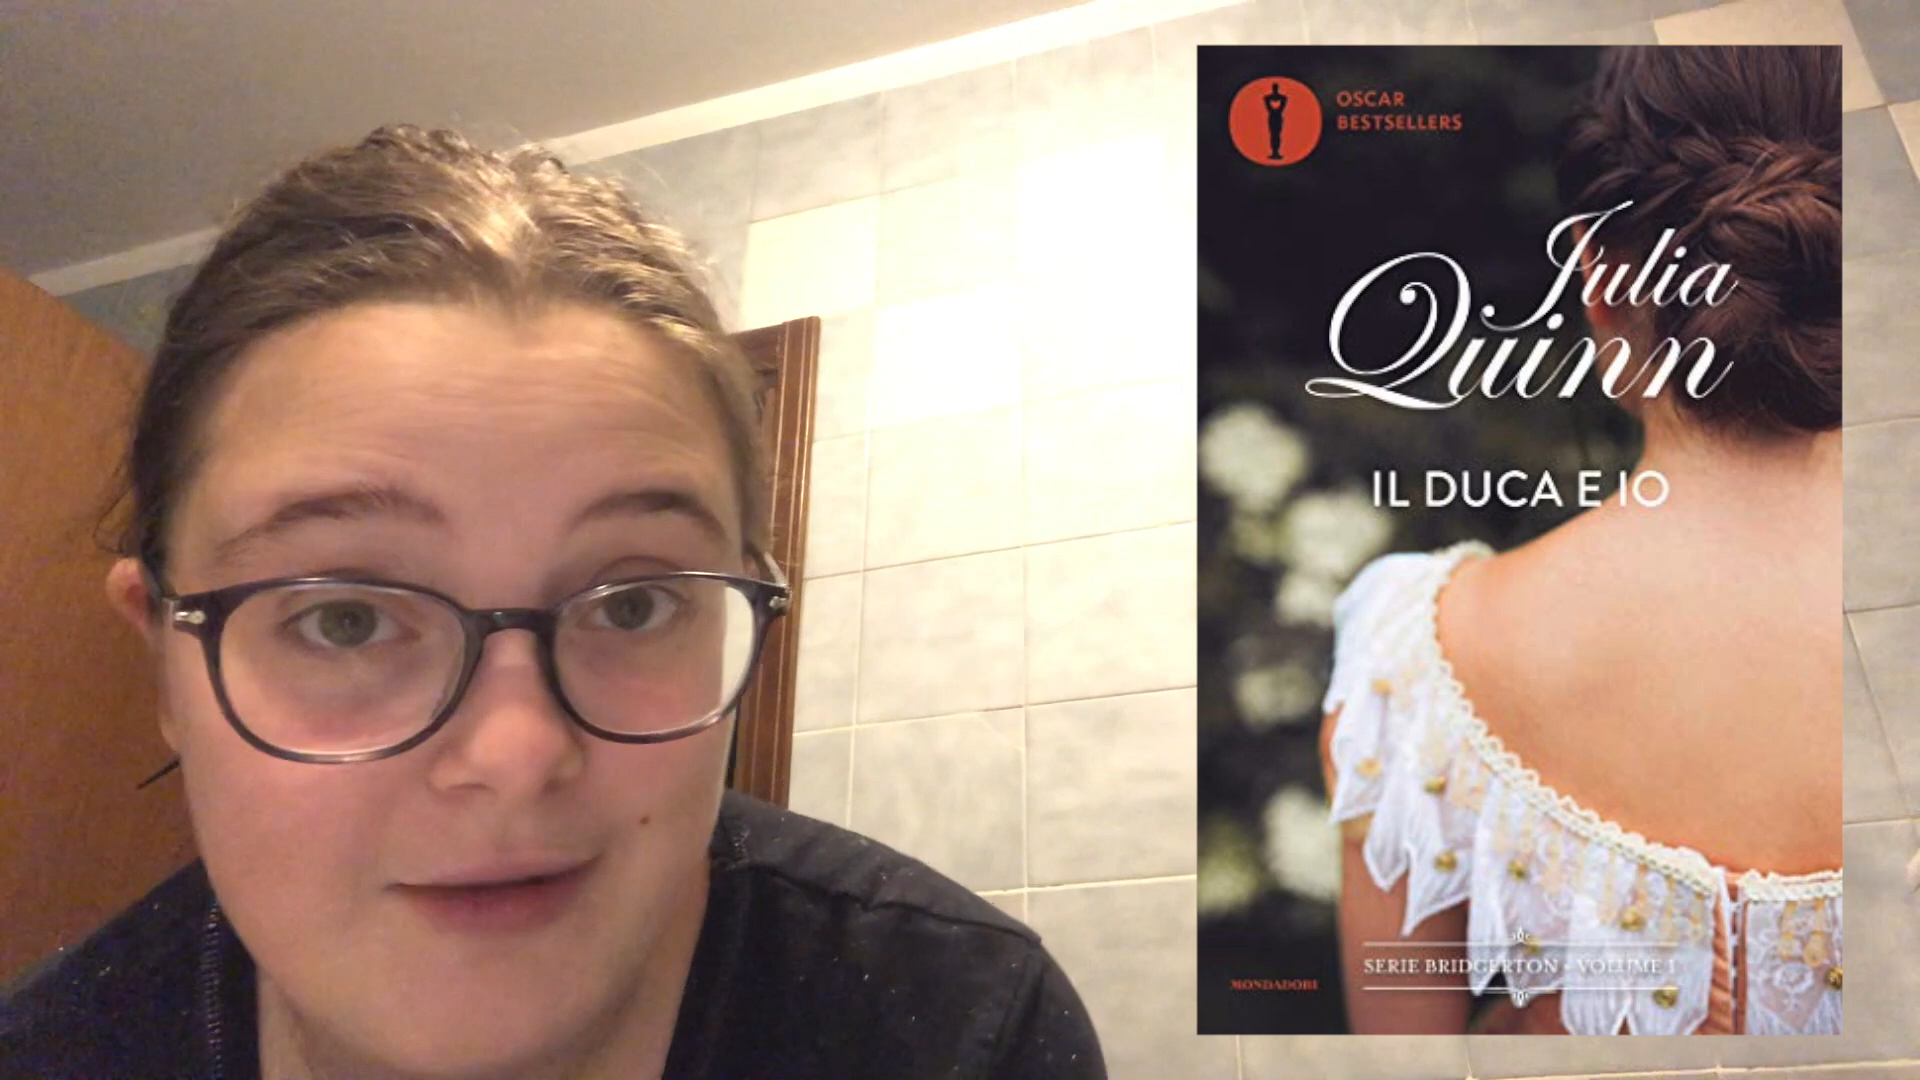 OSCAR
BESTSELLERS
Julia
Quinn
IL DUCA E IO
SERIE BRIDGERTON • VOLUME 1
MONDADORI